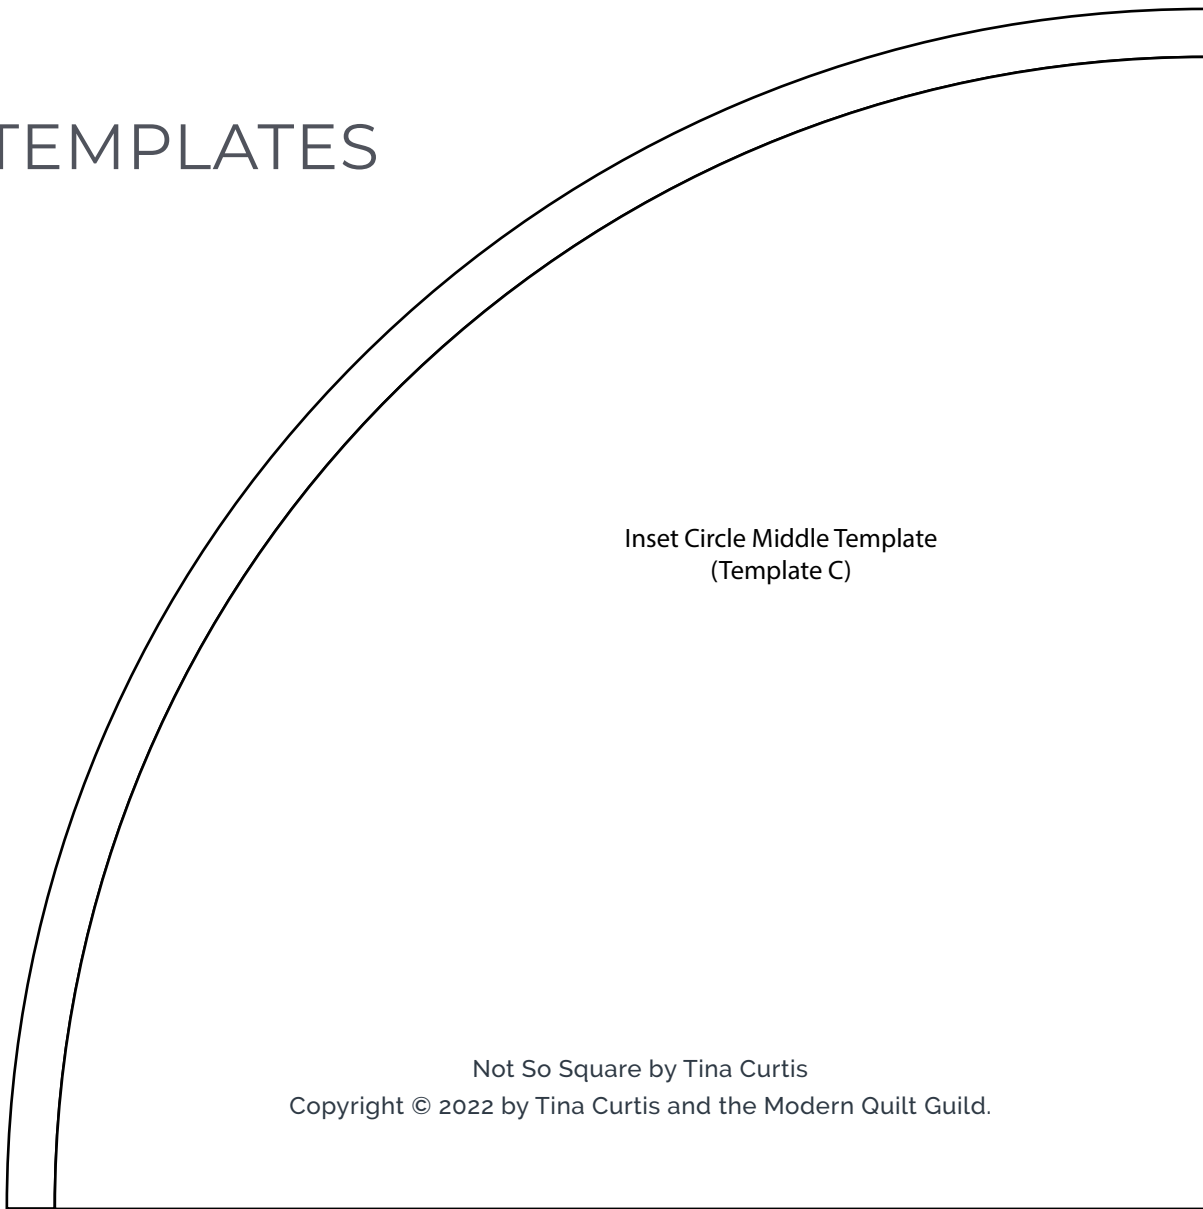 TEMPLATES
Inset Circle Middle Template
(Template C)
Not So Square by Tina Curtis
Copyright © 2022 by Tina Curtis and the Modern Quilt Guild.